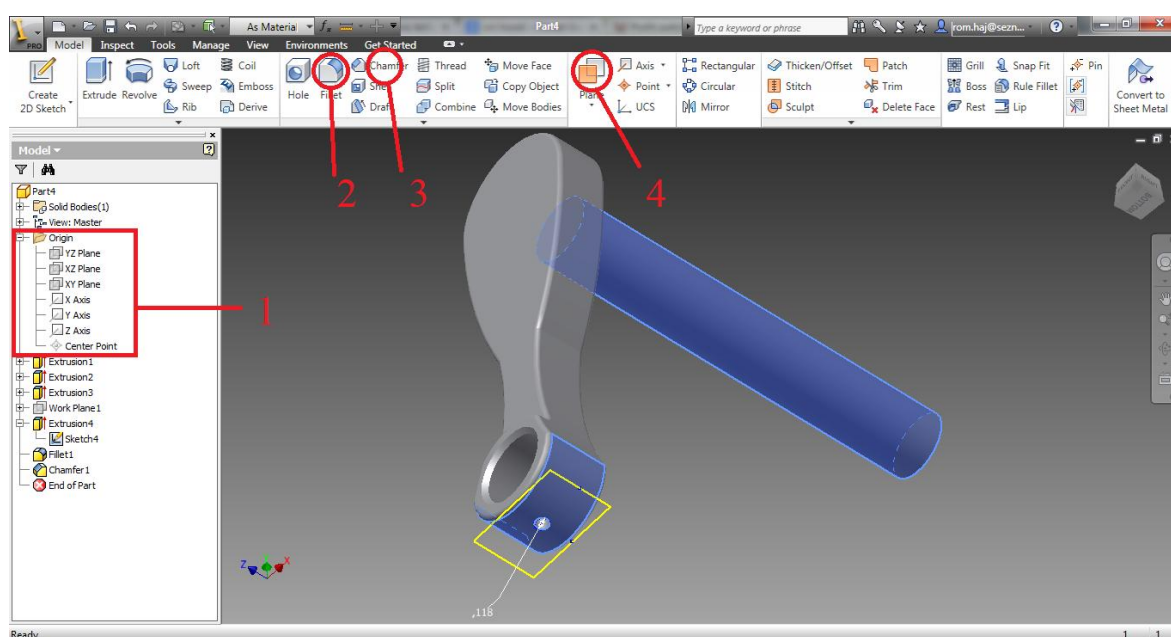 As Material Part4 Type a keyword or phrase rom.haj@sezn...
PRO Model Inspect Tools Manage View Environments Get Started
Loft Coil Chamfer Thread Move Face Axis Rectangular Thicken/Offset Patch Grill Snap Fit Pin
Create Extrude Revolve Sweep Emboss Hole Fillet Shell Split Copy Object Plane Point Circular Stitch Trim Boss Rule Fillet Convert to
2D Sketch Rib Derive Draft Combine Move Bodies UCS Mirror Sculpt Delete Face Rest Lip Sheet Metal
Model
Part4
Solid Bodies(1)
View: Master
Origin
YZ Plane
XZ Plane
XY Plane
X Axis
Y Axis
Z Axis
Center Point
Extrusion1
Extrusion2
Extrusion3
Work Plane1
Extrusion4
Sketch4
Fillet1
Chamfer1
End of Part
1
2
3
4
Z X
,118
Ready 1 1